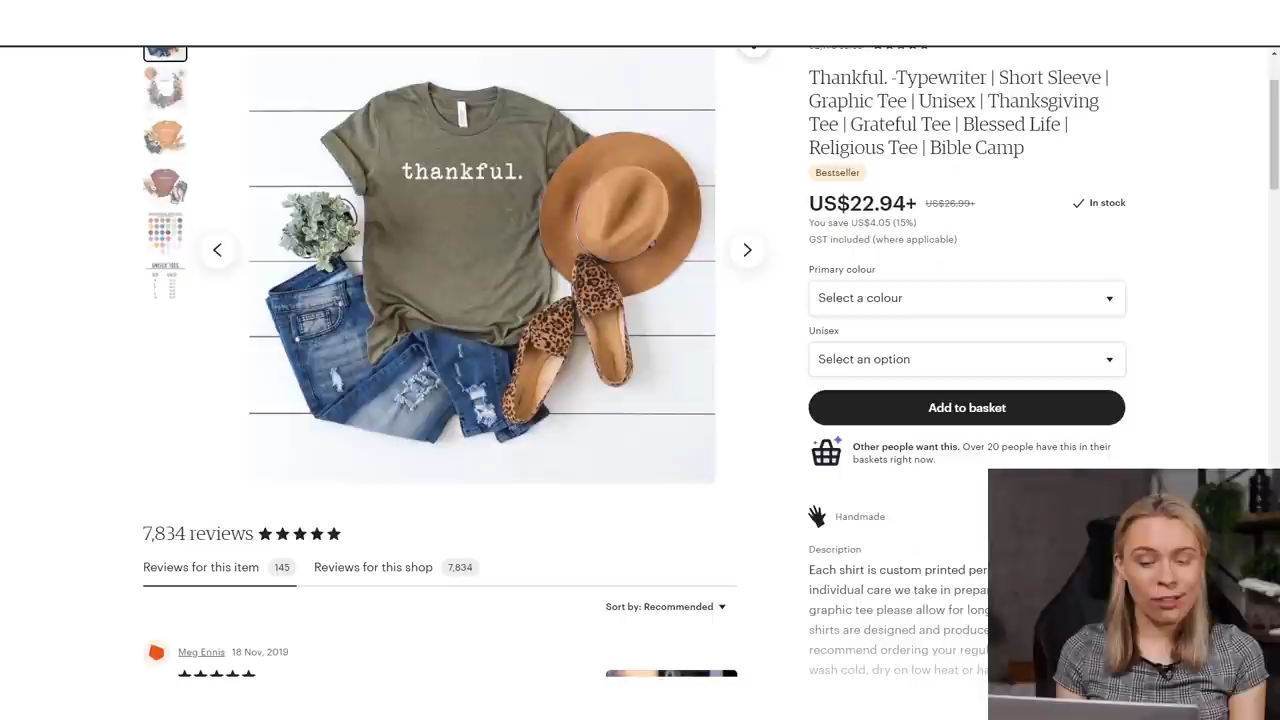 Thankful. -Typewriter | Short Sleeve |
Graphic Tee | Unisex | Thanksgiving
Tee | Grateful Tee | Blessed Life |
Religious Tee | Bible Camp
Bestseller
US$22.94+ US$26.99+
In stock
You save US$4.05 (15%)
GST included (where applicable)
Primary colour
Select a colour
Unisex
Select an option
Add to basket
Other people want this. Over 20 people have this in their
baskets right now.
Handmade
Description
Each shirt is custom printed per
individual care we take in prepa
graphic tee please allow for long
shirts are designed and produce
recommend ordering your regu
wash cold, dry on low heat or ha
thankful.
7,834 reviews
Reviews for this item 145
Reviews for this shop 7,834
Sort by: Recommended
Meg Ennis 18 Nov, 2019